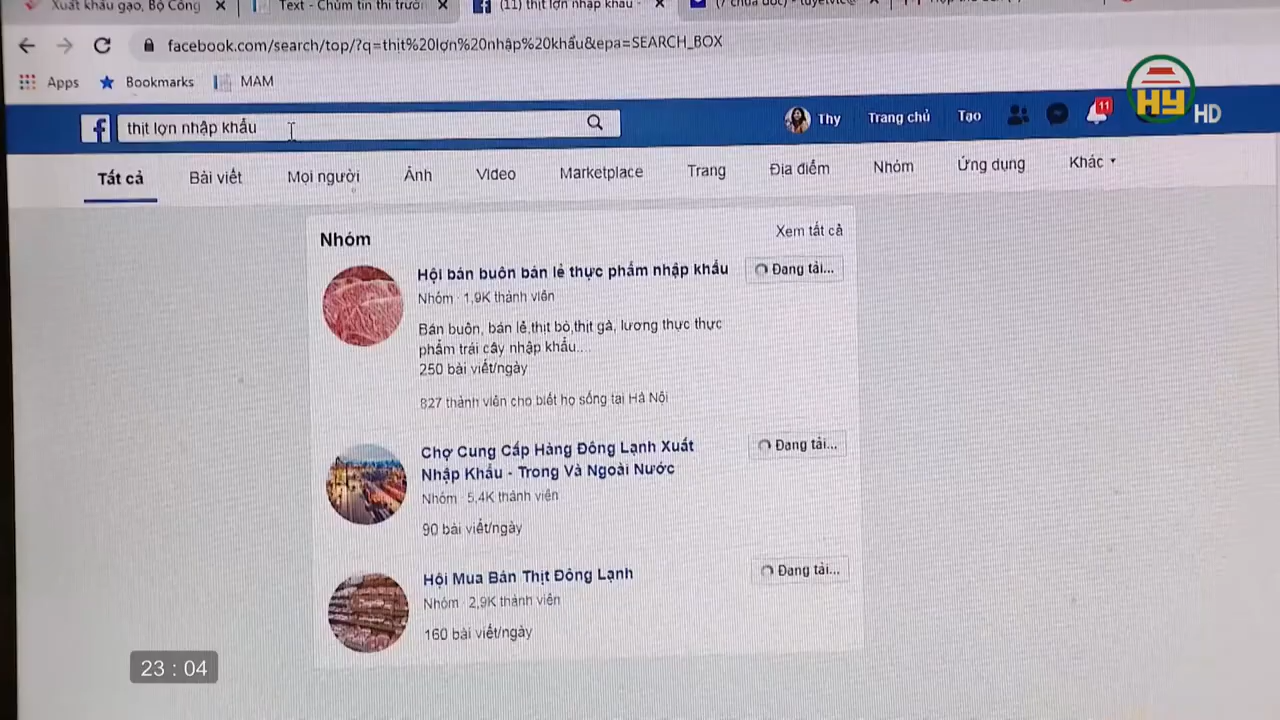 Xuất khẩu gạo, Bộ Công
Text - Chùm tin thị trườn
(11) thịt lợn nhập khẩu -
facebook.com/search/top/?q=thịt%20lợn%20nhập%20khẩu&epa=SEARCH_BOX
Apps Bookmarks MAM
HY HD
f thịt lợn nhập khẩu Thy Trang chủ Tạo 11
Tất cả Bài viết Mọi người Ảnh Video Marketplace Trang Địa điểm Nhóm Ứng dụng Khác
Nhóm Xem tất cả
Hội bán buôn bán lẻ thực phẩm nhập khẩu Đang tải...
Nhóm · 1,9K thành viên
Bán buôn, bán lẻ,thịt bò,thịt gà, lương thực thực
phẩm trái cây nhập khẩu....
250 bài viết/ngày
827 thành viên cho biết họ sống tại Hà Nội
Chợ Cung Cấp Hàng Đông Lạnh Xuất Đang tải...
Nhập Khẩu - Trong Và Ngoài Nước
Nhóm · 5,4K thành viên
90 bài viết/ngày
Hội Mua Bán Thịt Đông Lạnh Đang tải...
Nhóm · 2,9K thành viên
160 bài viết/ngày
23 : 04